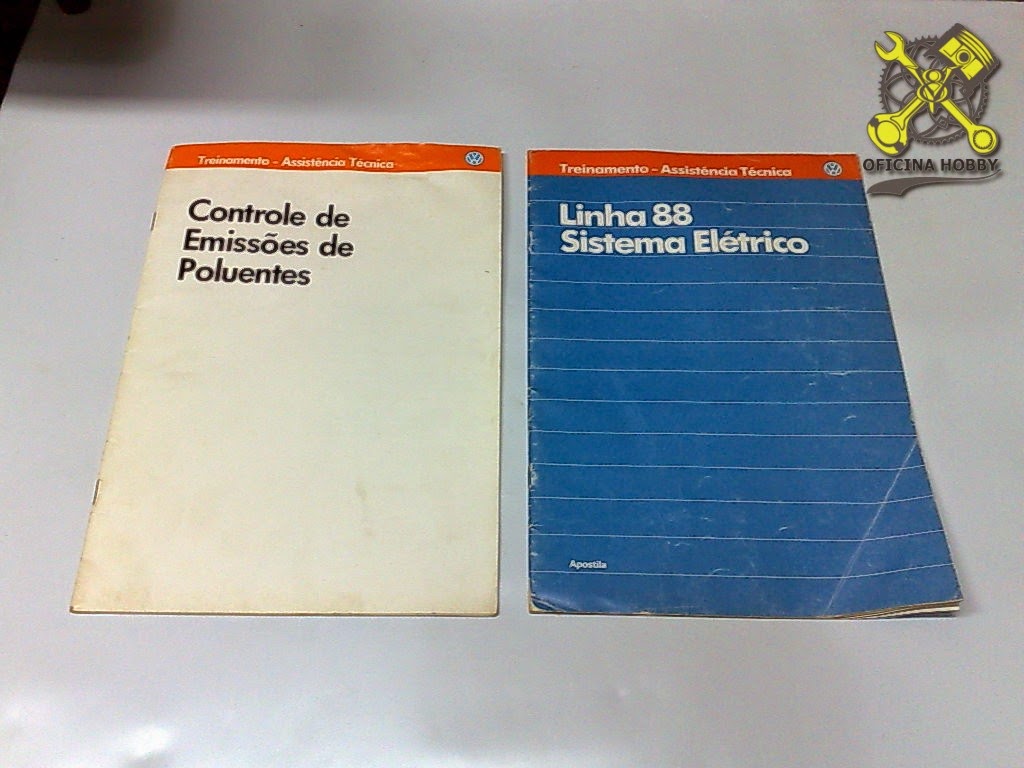 Treinamento - Assistência Técnica
Controle de
Emissões de
Poluentes
Treinamento - Assistência Técnica
Linha 88
Sistema Elétrico
Apostila
OFICINA HOBBY